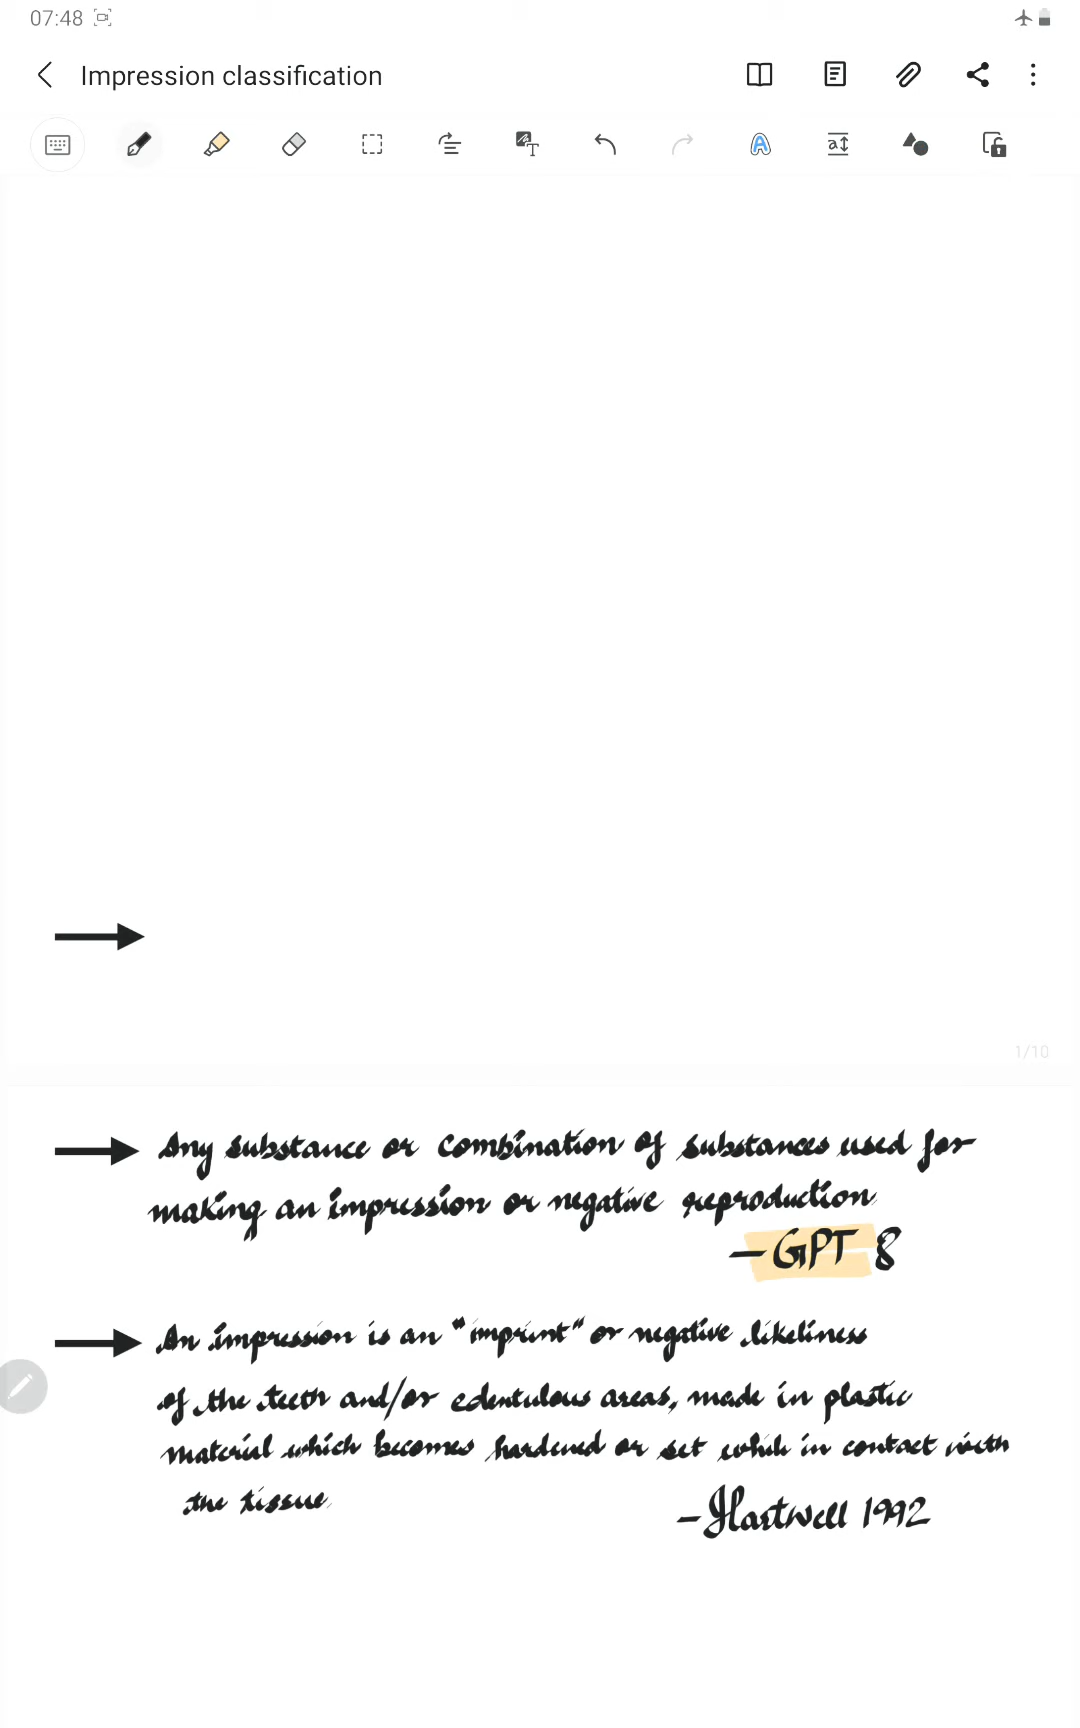 07:48
Impression classification
1/10
Any substance or combination of substances used for
making an impression or negative reproduction
- GPT 8
An impression is an "imprint" or negative likeliness
of the teeth and/or edentulous areas, made in plastic
material which becomes hardened or set while in contact with
the tissue
- Hartwell 1992